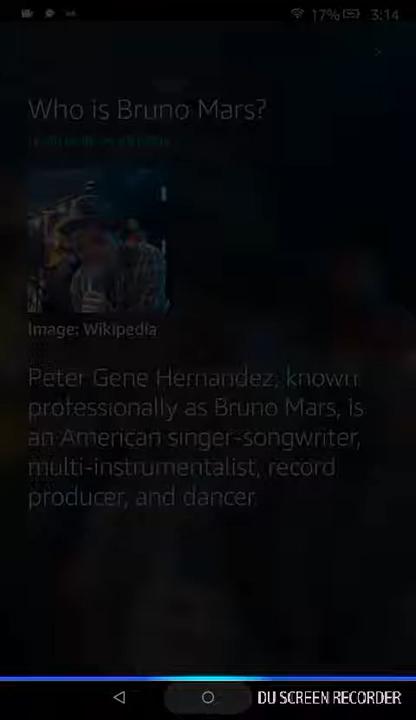 17% 3:14
Who is Bruno Mars?
Image: Wikipedia
Peter Gene Hernandez, known
professionally as Bruno Mars, is
an American singer-songwriter,
multi-instrumentalist, record
producer, and dancer.
DU SCREEN RECORDER